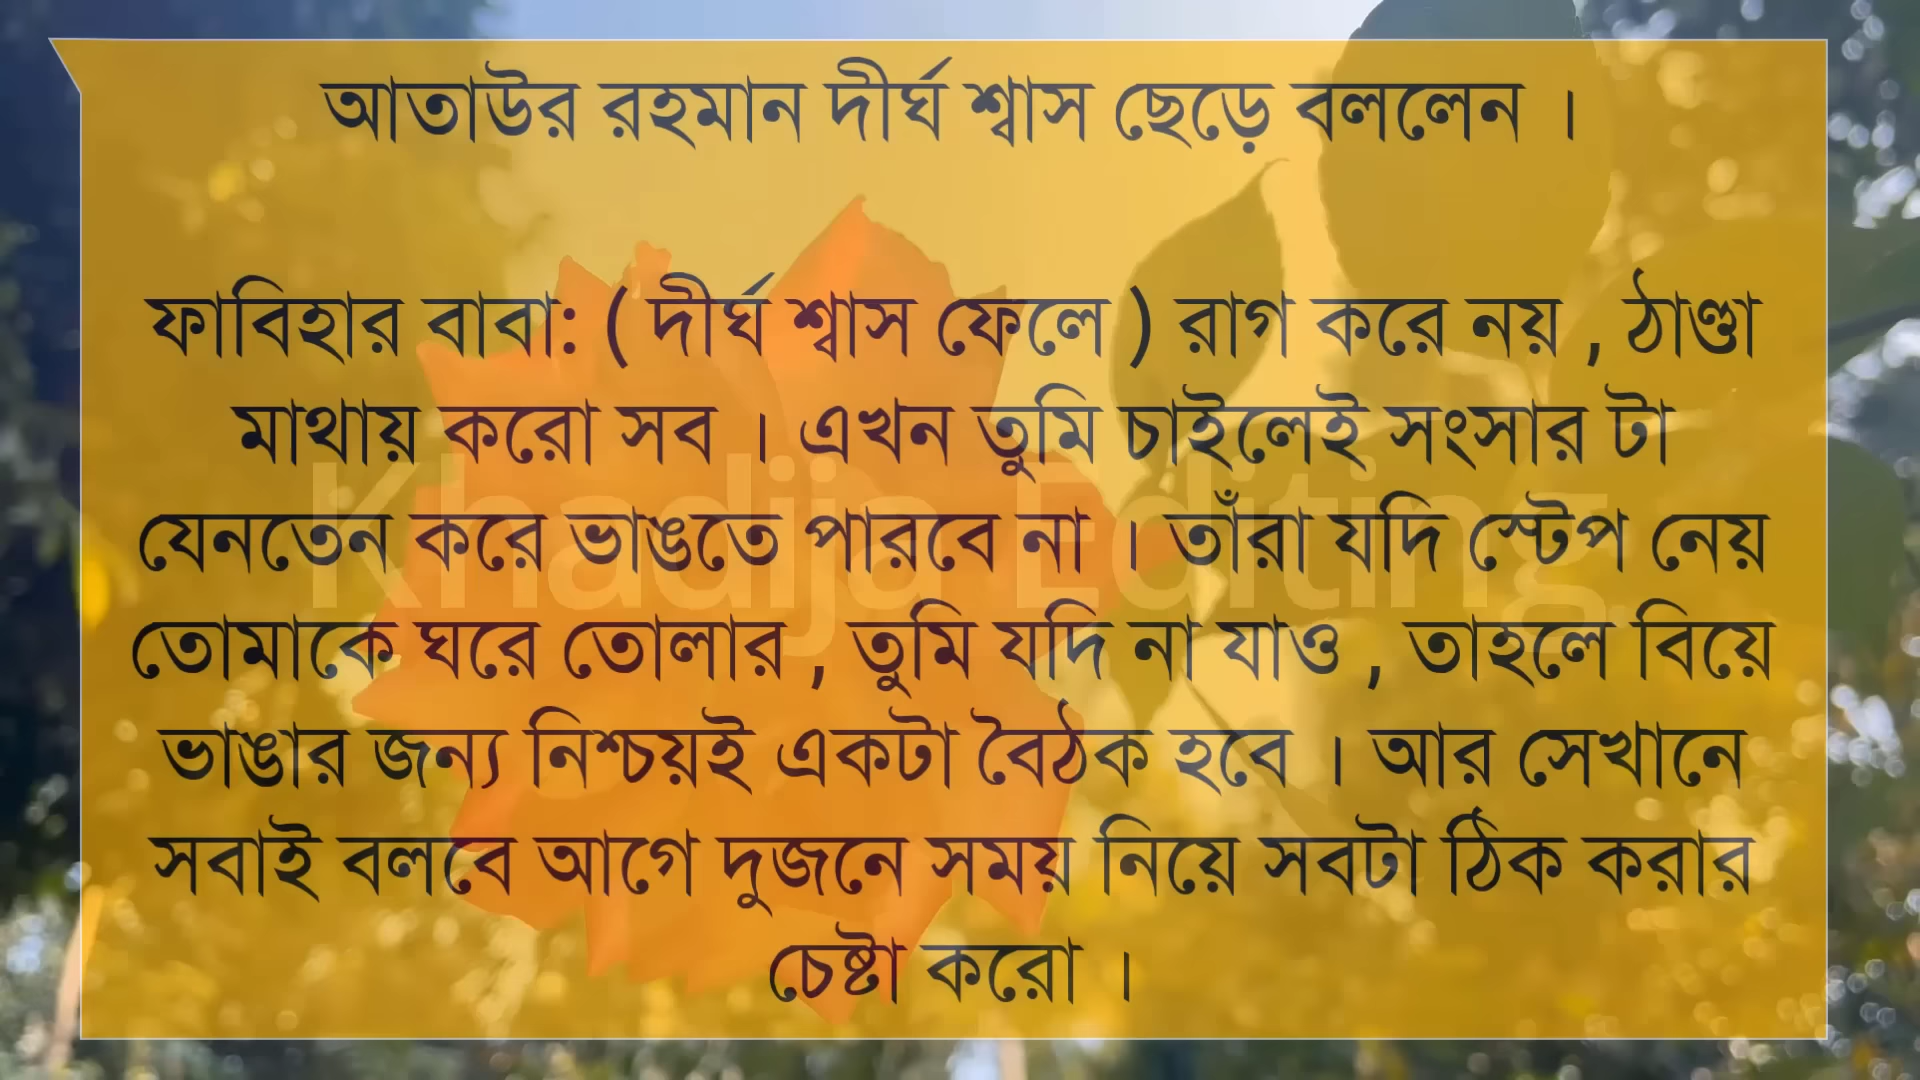 আতাউর রহমান দীর্ঘ শ্বাস ছেড়ে বললেন ।
ফাবিহার বাবা: ( দীর্ঘ শ্বাস ফেলে ) রাগ করে নয় , ঠাণ্ডা
মাথায় করো সব । এখন তুমি চাইলেই সংসার টা
যেনতেন করে ভাঙতে পারবে না । তাঁরা যদি স্টেপ নেয়
Khadija Editing
তোমাকে ঘরে তোলার , তুমি যদি না যাও , তাহলে বিয়ে
ভাঙার জন্য নিশ্চয়ই একটা বৈঠক হবে । আর সেখানে
সবাই বলবে আগে দুজনে সময় নিয়ে সবটা ঠিক করার
চেষ্টা করো ।